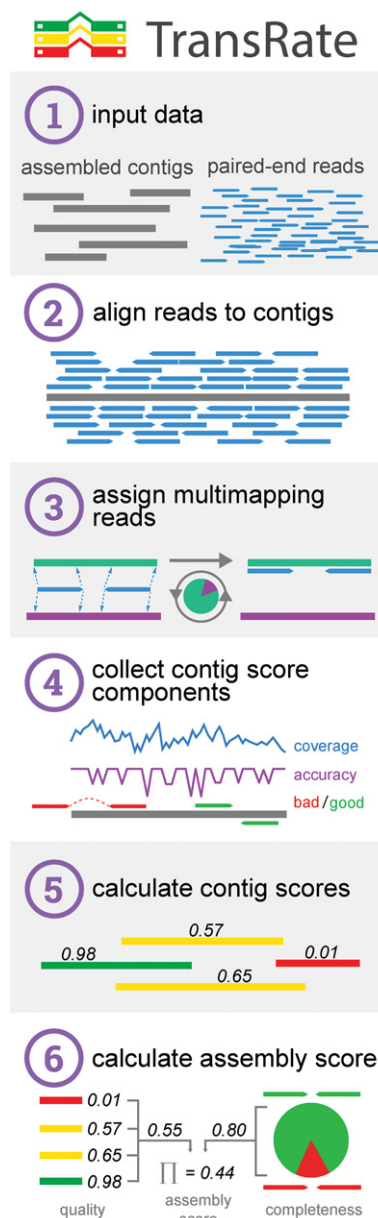 TransRate
1 input data
assembled contigs paired-end reads
2 align reads to contigs
3 assign multimapping
reads
4 collect contig score
components
coverage
accuracy
bad/good
5 calculate contig scores
0.57
0.98 0.01
0.65
6 calculate assembly score
0.01
0.57 0.55 0.80
0.65 ∏ = 0.44
0.98
quality assembly completeness
score